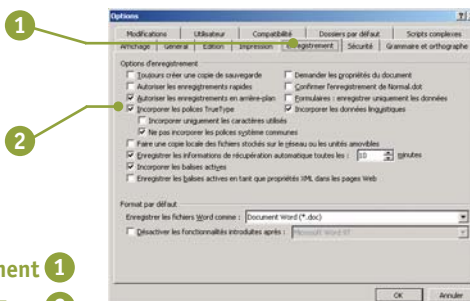 Options
Modifications Utilisateur Compatibilité Dossiers par défaut Scripts complexes
Affichage Général Edition Impression Enregistrement Sécurité Grammaire et orthographe
Options d'enregistrement
Toujours créer une copie de sauvegarde
Autoriser les enregistrements rapides
Autoriser les enregistrements en arrière-plan
Incorporer les polices TrueType
Incorporer uniquement les caractères utilisés
Ne pas incorporer les polices système communes
Demander les propriétés du document
Confirmer l'enregistrement de Normal.dot
Formulaires : enregistrer uniquement les données
Incorporer les données linguistiques
Faire une copie locale des fichiers stockés sur le réseau ou les unités amovibles
Enregistrer les informations de récupération automatique toutes les : 10 minutes
Incorporer les balises actives
Enregistrer les balises actives en tant que propriétés XML dans les pages Web
Format par défaut
Enregistrer les fichiers Word comme : Document Word (*.doc)
Désactiver les fonctionnalités introduites après : Microsoft Word 97
OK Annuler
1
2
ment 1
2